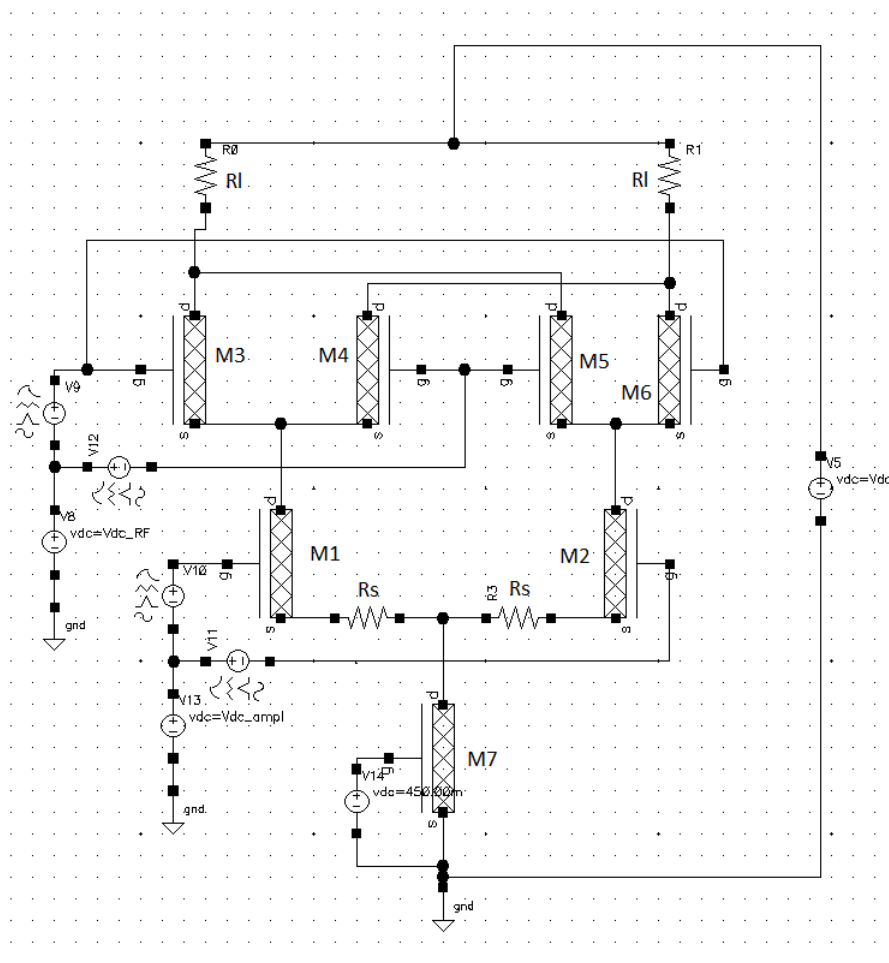 R0
R1
Rl
Rl
d
d
d
d
M3
M4
M5
M6
g
g
g
g
V9
s
s
s
s
V12
V5
vdc=Vdc
V8
vdc=Vdc_RF
d
d
M1
M2
g
g
V10
Rs
R3
Rs
gnd
s
s
V11
V13
vdc=Vdc_ampl
d
M7
g
V14
vdc=450.00m
gnd
s
gnd